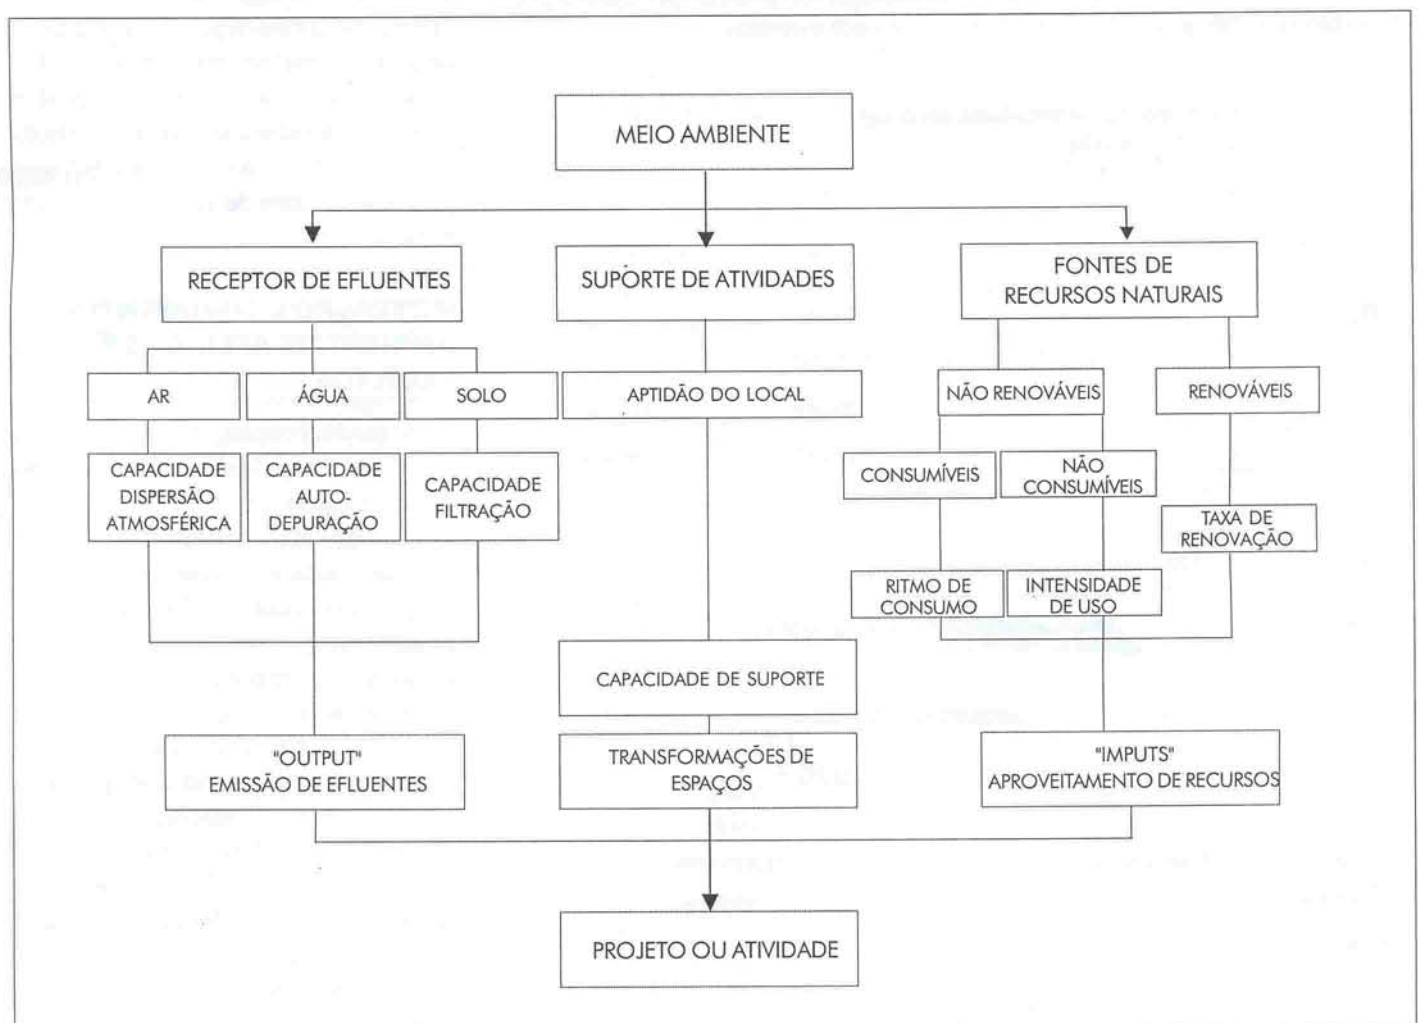 MEIO AMBIENTE
RECEPTOR DE EFLUENTES
SUPORTE DE ATIVIDADES
FONTES DE
RECURSOS NATURAIS
AR
ÁGUA
SOLO
APTIDÃO DO LOCAL
NÃO RENOVÁVEIS
RENOVÁVEIS
CAPACIDADE
DISPERSÃO
ATMOSFÉRICA
CAPACIDADE
AUTO-
DEPURAÇÃO
CAPACIDADE
FILTRAÇÃO
CONSUMÍVEIS
NÃO
CONSUMÍVEIS
TAXA DE
RENOVAÇÃO
RITMO DE
CONSUMO
INTENSIDADE
DE USO
CAPACIDADE DE SUPORTE
"OUTPUT"
EMISSÃO DE EFLUENTES
TRANSFORMAÇÕES DE
ESPAÇOS
"IMPUTS"
APROVEITAMENTO DE RECURSOS
PROJETO OU ATIVIDADE